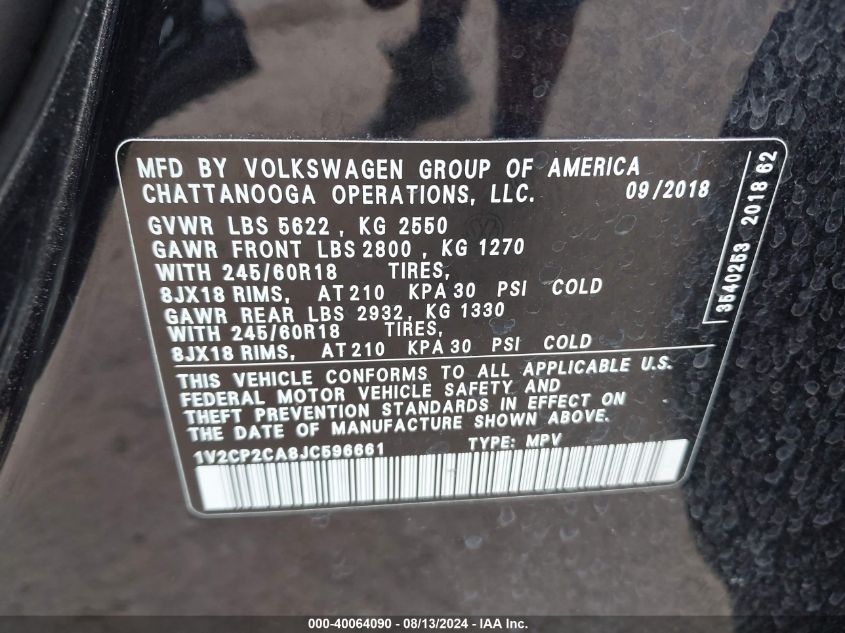 MFD BY VOLKSWAGEN GROUP OF AMERICA
CHATTANOOGA OPERATIONS, LLC. 09/2018
GVWR LBS 5622 , KG 2550
GAWR FRONT LBS 2800 , KG 1270
WITH 245/60R18 TIRES,
8JX18 RIMS, AT 210 KPA 30 PSI COLD
GAWR REAR LBS 2932, KG 1330
WITH 245/60R18 TIRES,
8JX18 RIMS, AT 210 KPA 30 PSI COLD
THIS VEHICLE CONFORMS TO ALL APPLICABLE U.S.
FEDERAL MOTOR VEHICLE SAFETY AND
THEFT PREVENTION STANDARDS IN EFFECT ON
THE DATE OF MANUFACTURE SHOWN ABOVE.
1V2CP2CA8JC596661 TYPE: MPV
3540253 2018 62
000-40064090 - 08/13/2024 - IAA Inc.